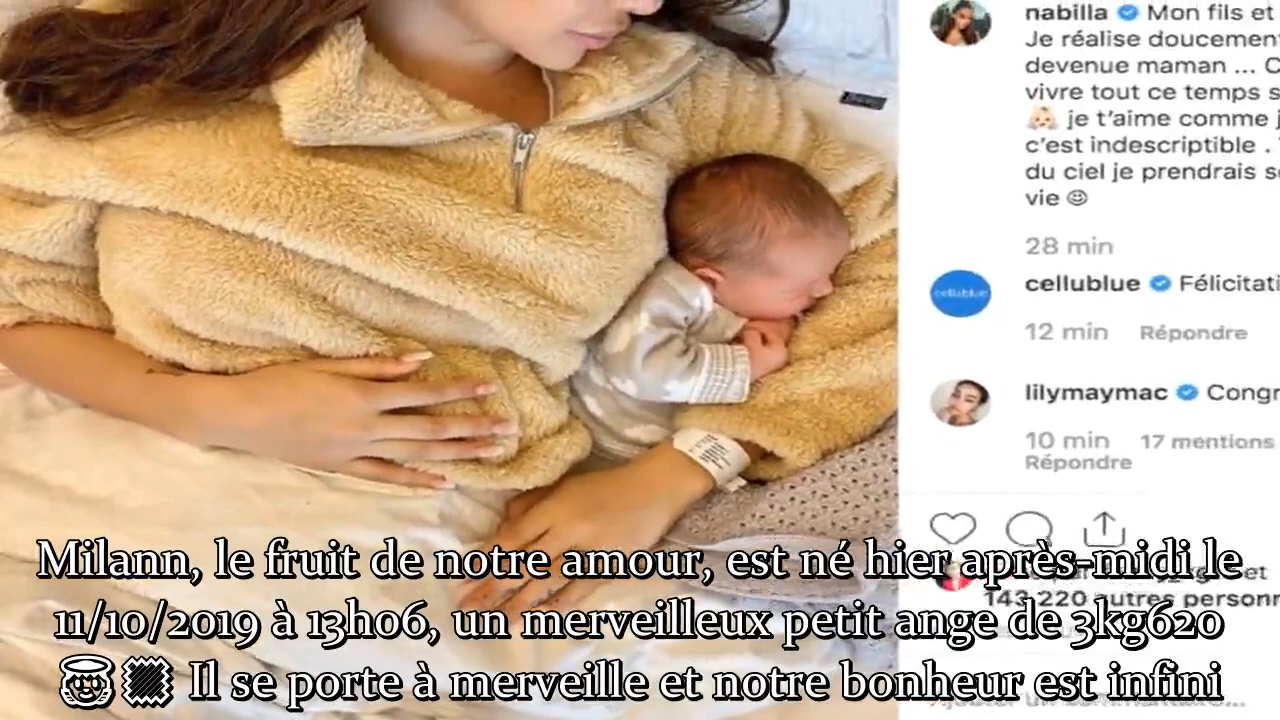 nabilla Mon fils et
Je réalise doucement
devenue maman ... C
vivre tout ce temps s
👶 je t'aime comme j
c'est indescriptible .
du ciel je prendrais s
vie ☺
28 min
cellublue Félicitati
12 min Répondre
lilymaymac Congr
10 min 17 mentions
Répondre
143 220 autres personn
Milann, le fruit de notre amour, est né hier après-midi le
11/10/2019 à 13h06, un merveilleux petit ange de 3kg620
😇 Il se porte à merveille et notre bonheur est infini